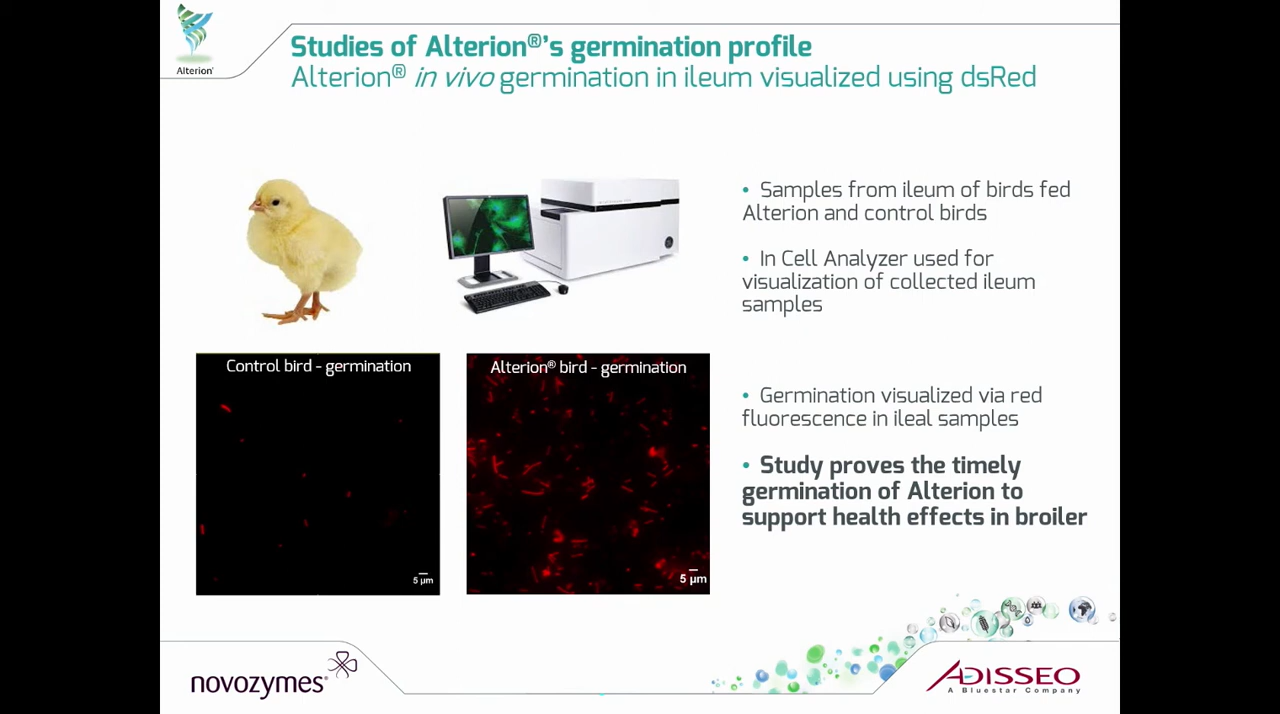 Alterion®
Studies of Alterion®'s germination profile
Alterion® in vivo germination in ileum visualized using dsRed
• Samples from ileum of birds fed
Alterion and control birds
• In Cell Analyzer used for
visualization of collected ileum
samples
Control bird - germination
5 µm
Alterion® bird - germination
5 µm
• Germination visualized via red
fluorescence in ileal samples
• Study proves the timely
germination of Alterion to
support health effects in broiler
novozymes®
ADISSEO
A Bluestar Company